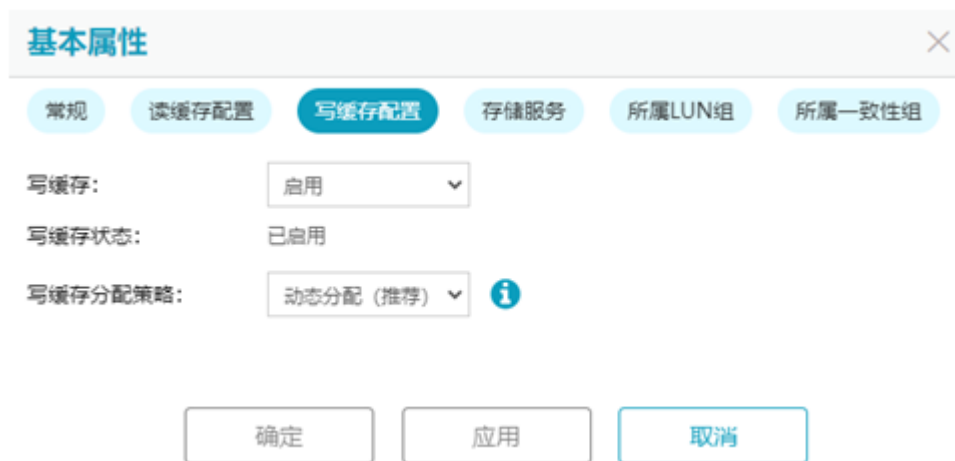 基本属性
常规 读缓存配置 写缓存配置 存储服务 所属LUN组 所属一致性组
写缓存: 启用
写缓存状态: 已启用
写缓存分配策略: 动态分配 (推荐)
确定 应用 取消